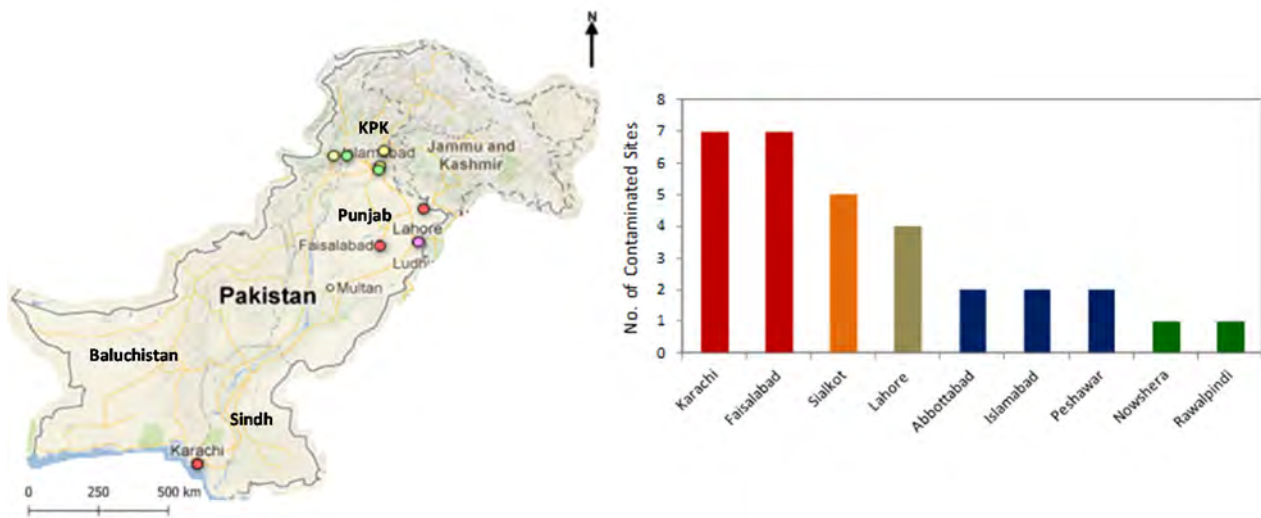 N
KPK
Islamabad
Jammu and
Kashmir
Punjab
Lahore
Faisalabad
Ludh
Multan
Pakistan
Baluchistan
Sindh
Karachi
0 250 500 km
No. of Contaminated Sites
8
7
6
5
4
3
2
1
0
Karachi
Faisalabad
Sialkot
Lahore
Abbottabad
Islamabad
Peshawar
Nowshera
Rawalpindi